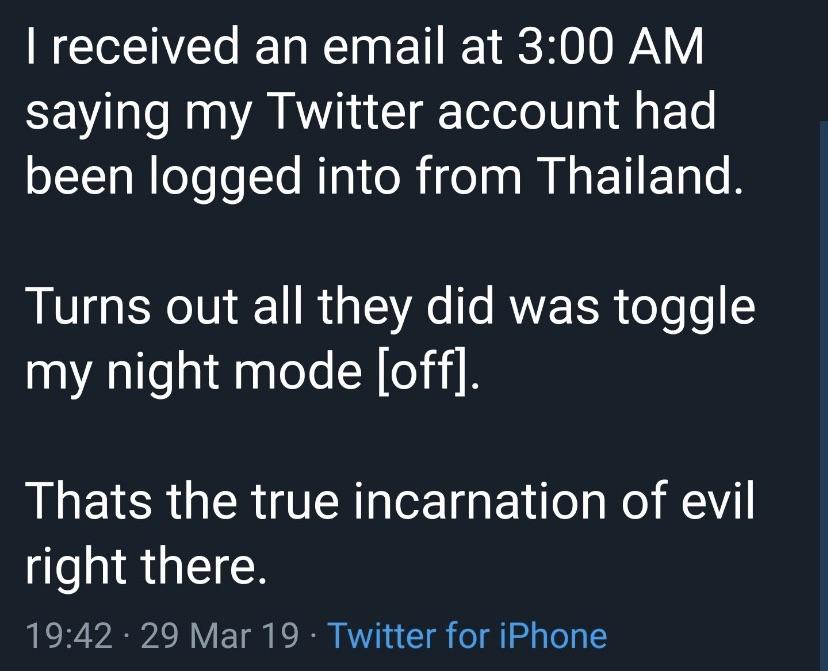 I received an email at 3:00 AM
saying my Twitter account had
been logged into from Thailand.
Turns out all they did was toggle
my night mode [off].
Thats the true incarnation of evil
right there.
19:42 · 29 Mar 19 · Twitter for iPhone